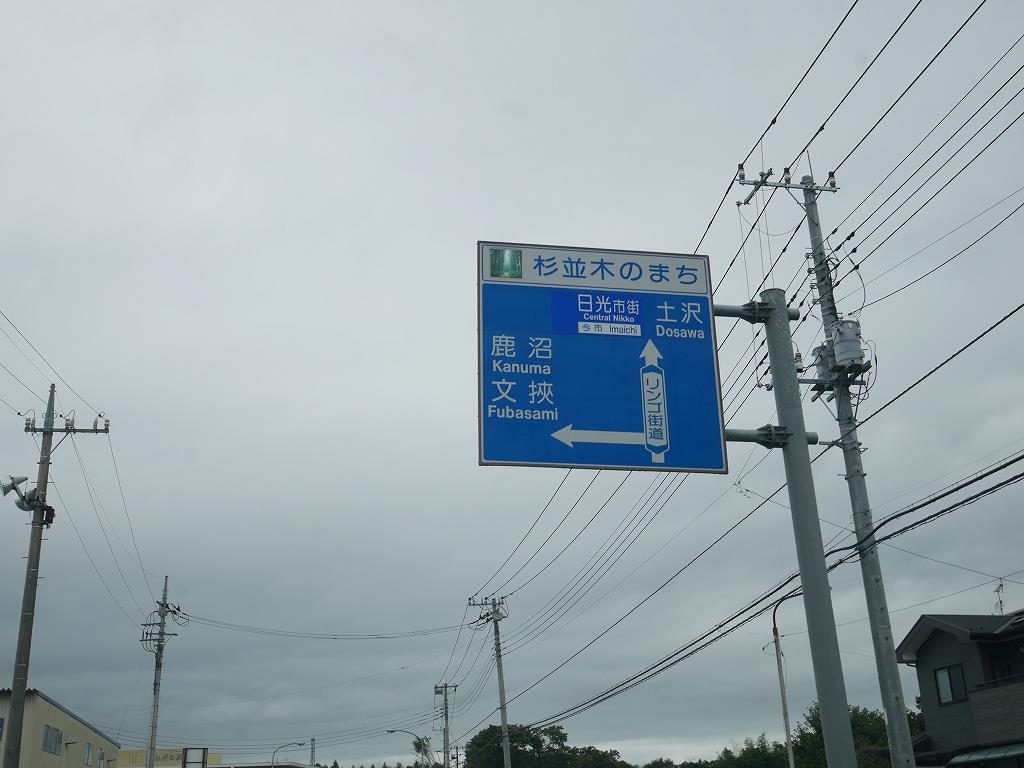 杉並木のまち
日光市街
Central Nikko
今市 Imaichi
土沢
Dosawa
鹿沼
Kanuma
文挾
Fubasami
リンゴ街道